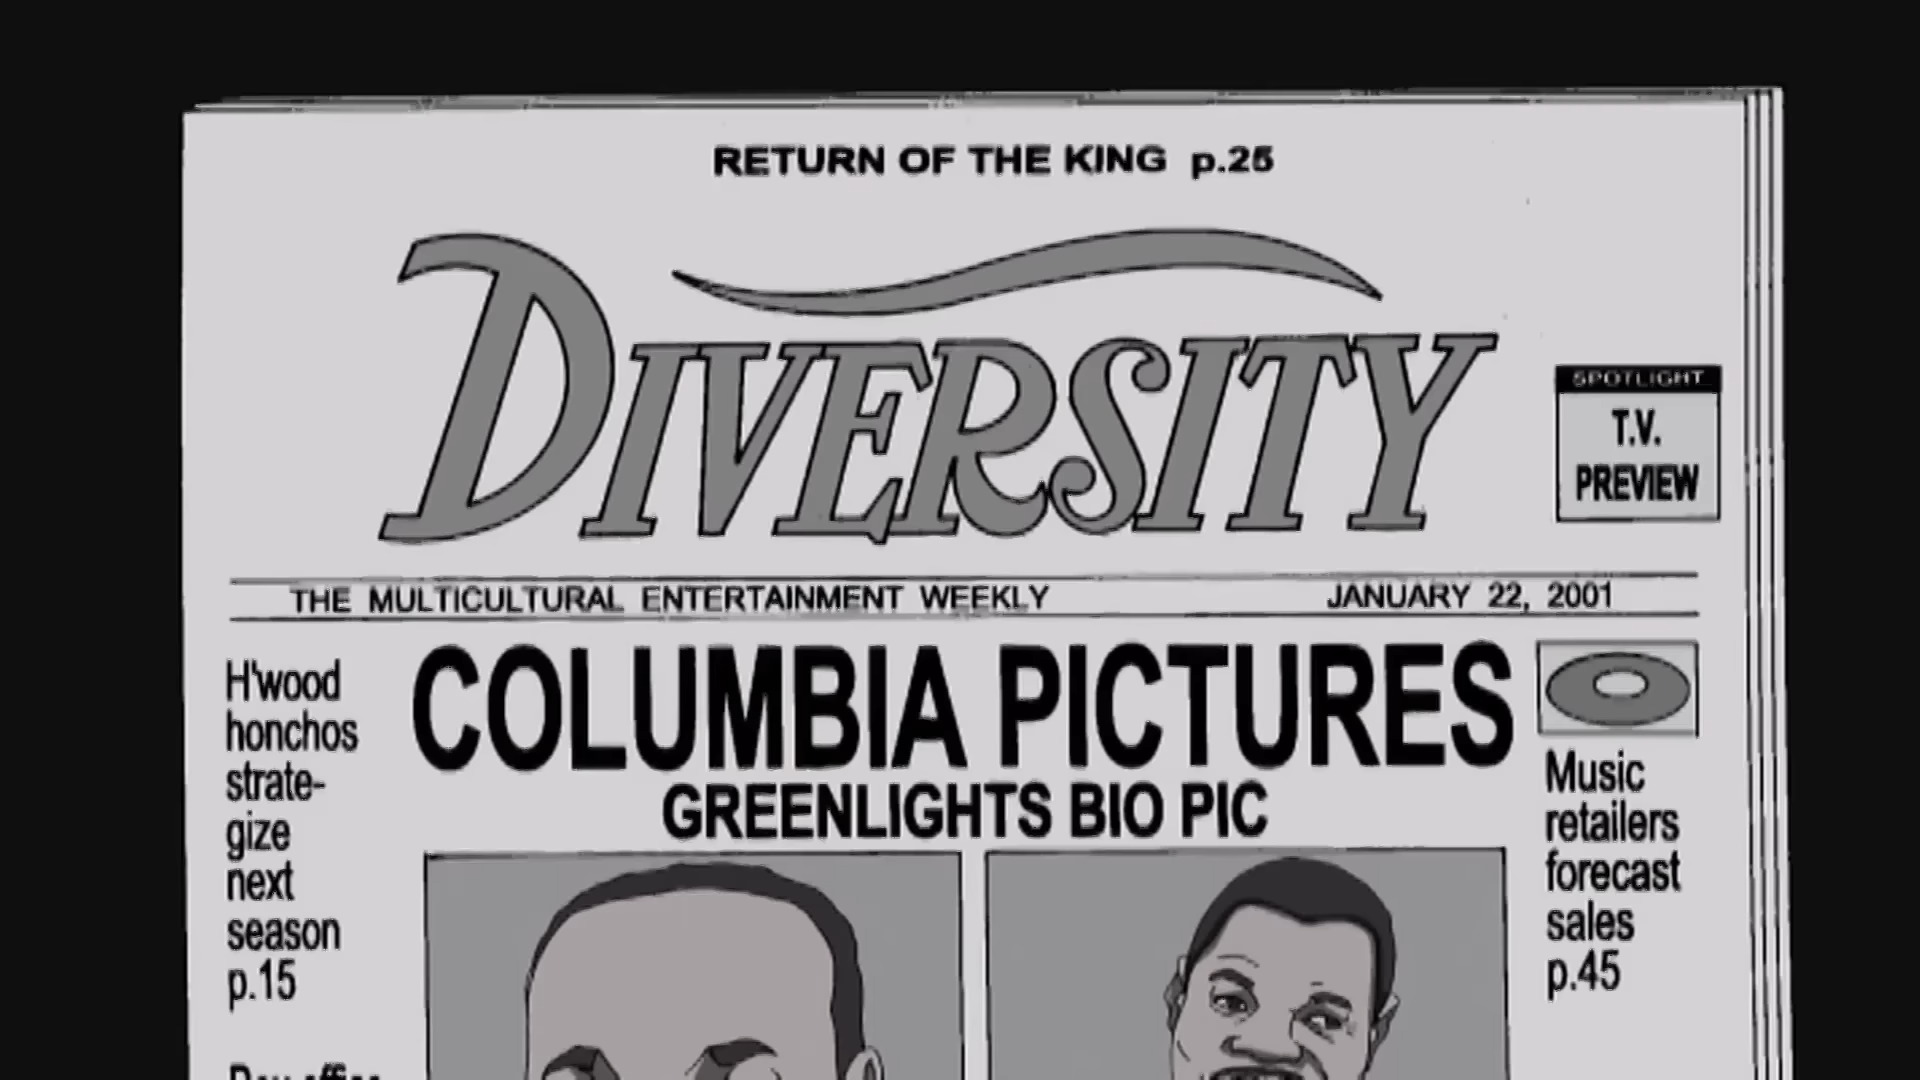 RETURN OF THE KING p.25
DIVERSITY
SPOTLIGHT
T.V.
PREVIEW
THE MULTICULTURAL ENTERTAINMENT WEEKLY JANUARY 22, 2001
COLUMBIA PICTURES
GREENLIGHTS BIO PIC
H'wood
honchos
strate-
gize
next
season
p.15
Music
retailers
forecast
sales
p.45